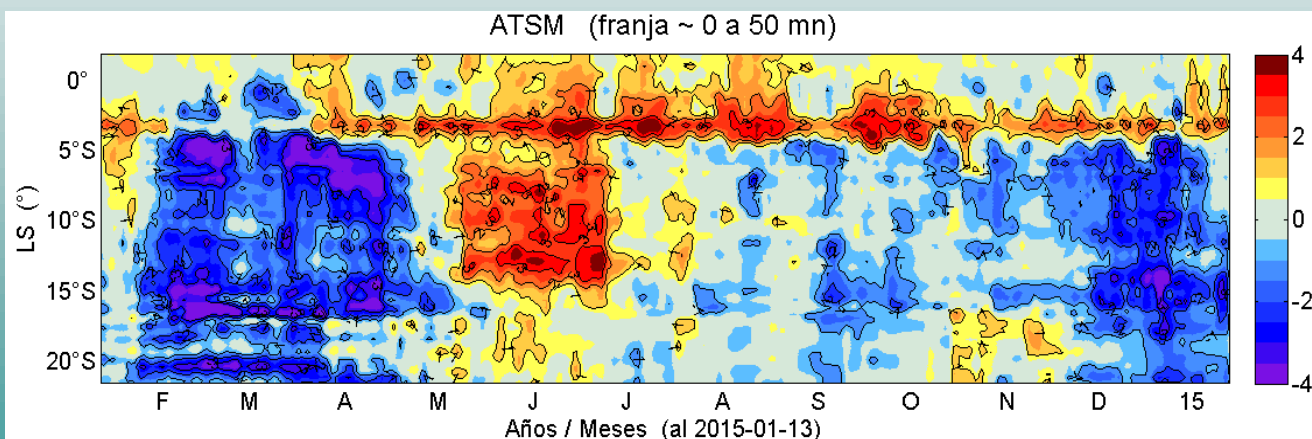 ATSM (franja ~ 0 a 50 mn)
LS (°)
0°
5°S
10°S
15°S
20°S
4
2
0
-2
-4
F M A M J J A S O N D 15
Años / Meses (al 2015-01-13)